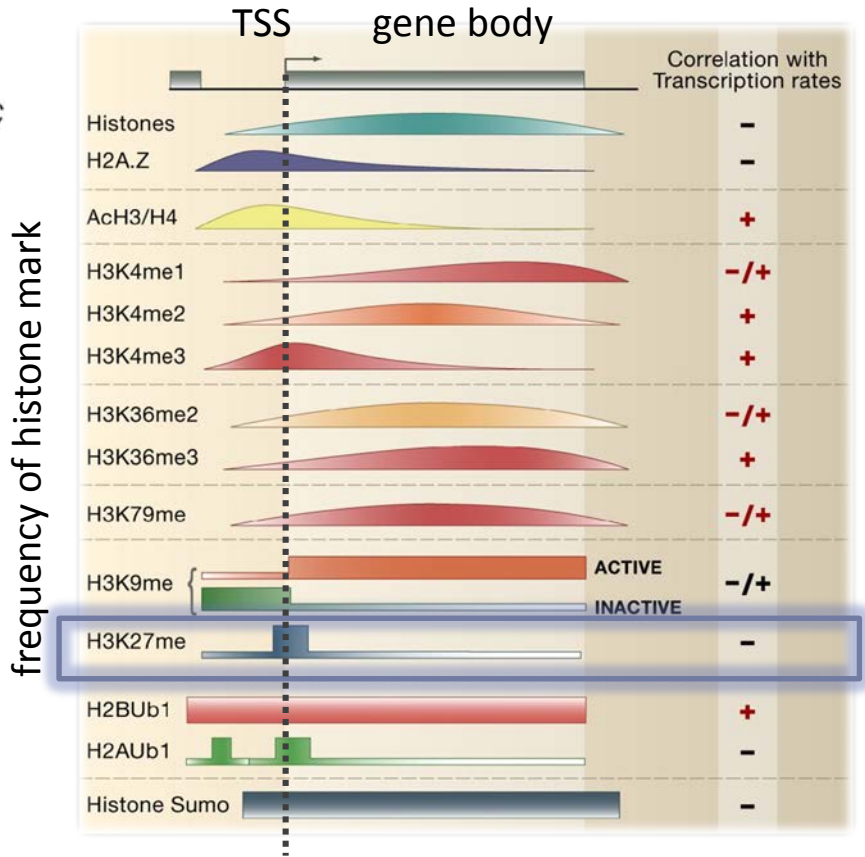 TSS gene body
Correlation with
Transcription rates
frequency of histone mark
Histones –
H2A.Z –
AcH3/H4 +
H3K4me1 –/+
H3K4me2 +
H3K4me3 +
H3K36me2 –/+
H3K36me3 +
H3K79me –/+
ACTIVE
H3K9me { –/+
INACTIVE
H3K27me –
H2BUb1 +
H2AUb1 –
Histone Sumo –